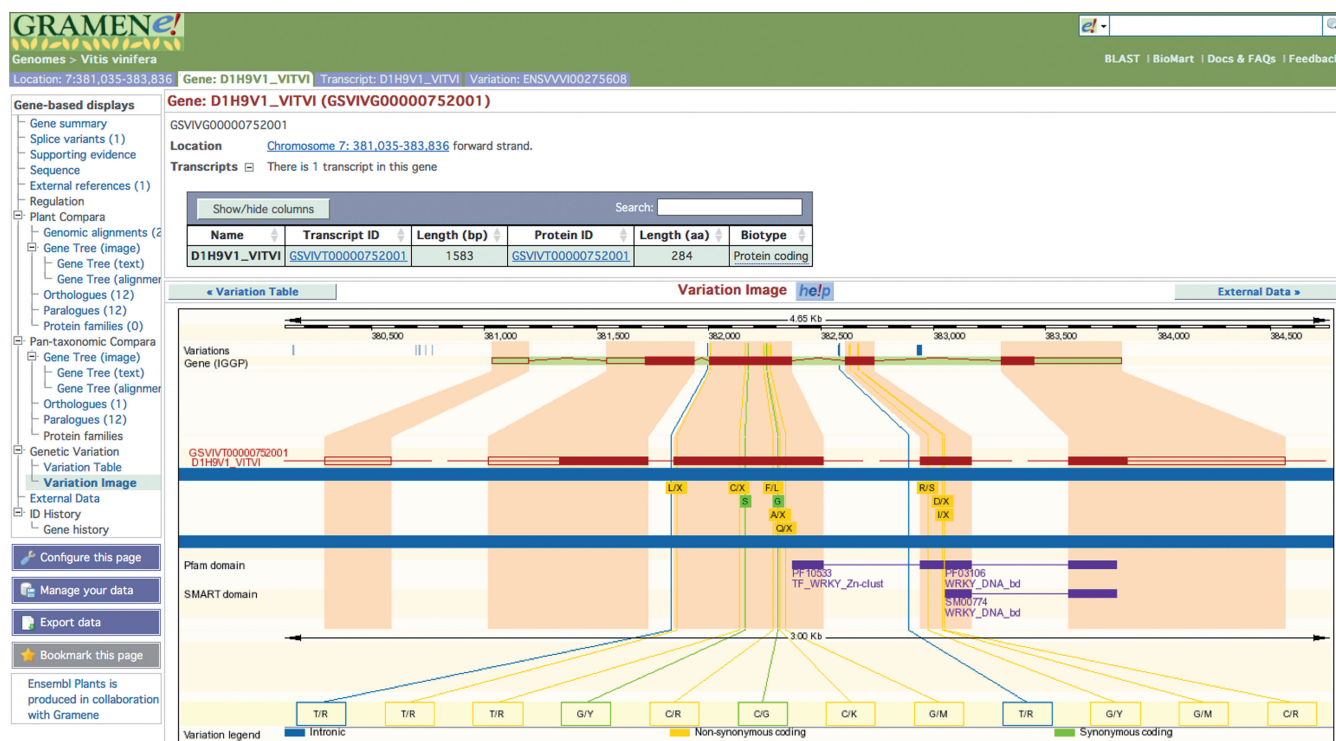 GRAMENe!
Genomes > Vitis vinifera
BLAST | BioMart | Docs & FAQs | Feedback
Location: 7:381,035-383,836
Gene: D1H9V1_VITVI
Transcript: D1H9V1_VITVI
Variation: ENSVVVI00275608
Gene-based displays
Gene summary
Splice variants (1)
Supporting evidence
Sequence
External references (1)
Regulation
Plant Compara
Genomic alignments (2
Gene Tree (image)
Gene Tree (text)
Gene Tree (alignmer
Orthologues (12)
Paralogues (12)
Protein families (0)
Pan-taxonomic Compara
Gene Tree (image)
Gene Tree (text)
Gene Tree (alignmer
Orthologues (1)
Paralogues (12)
Protein families
Genetic Variation
Variation Table
Variation Image
External Data
ID History
Gene history
Configure this page
Manage your data
Export data
Bookmark this page
Ensembl Plants is
produced in collaboration
with Gramene
Gene: D1H9V1_VITVI (GSVIVG00000752001)
GSVIVG00000752001
Location Chromosome 7: 381,035-383,836 forward strand.
Transcripts There is 1 transcript in this gene
Show/hide columns Search:
Name Transcript ID Length (bp) Protein ID Length (aa) Biotype
D1H9V1_VITVI GSVIVT00000752001 1583 GSVIVT00000752001 284 Protein coding
« Variation Table Variation Image help External Data »
4.65 Kb
380,500 381,000 381,500 382,000 382,500 383,000 383,500 384,000 384,500
Variations
Gene (IGGP)
GSVIVT00000752001
D1H9V1_VITVI
L/X C/X F/L R/S
S G D/X
A/X I/X
Q/X
Pfam domain
PF10533 PF03106
TF_WRKY_Zn-clust WRKY_DNA_bd
SMART domain
SM00774
WRKY_DNA_bd
3.00 Kb
T/R T/R T/R G/Y C/R C/G C/K G/M T/R G/Y G/M C/R
Variation legend Intronic Non-synonymous coding Synonymous coding